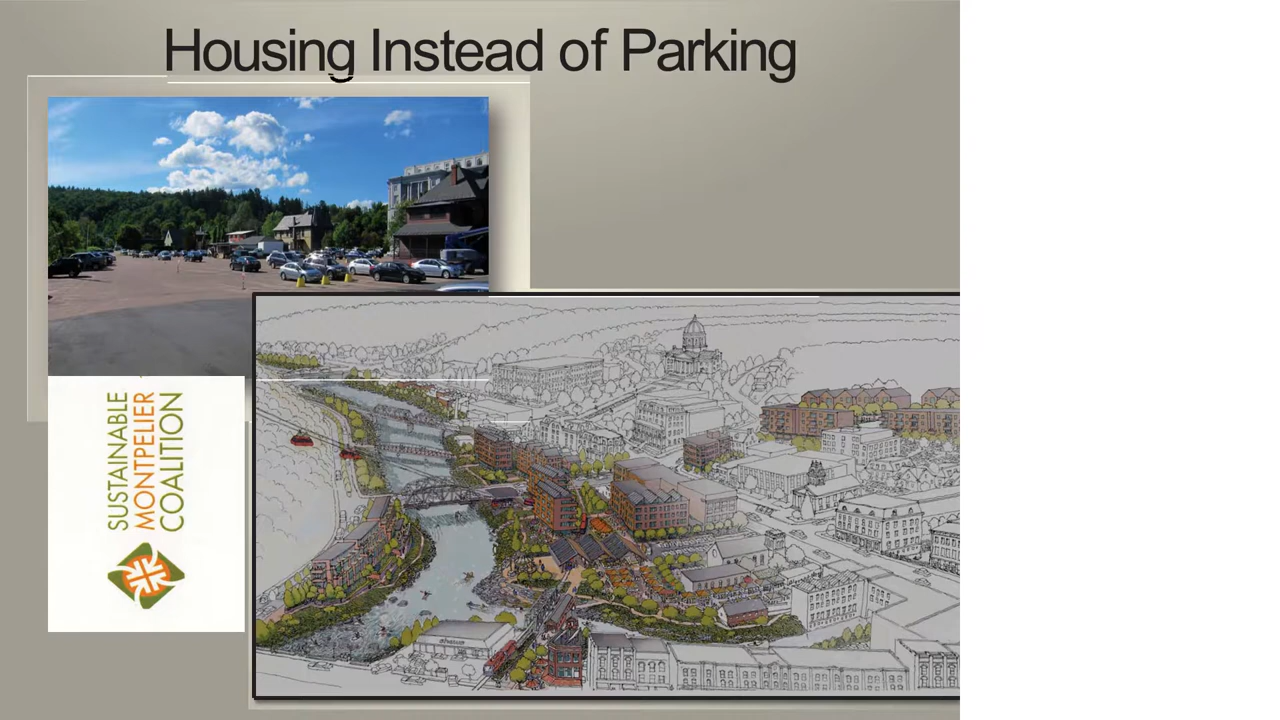 Housing Instead of Parking
SUSTAINABLE
MONTPELIER
COALITION